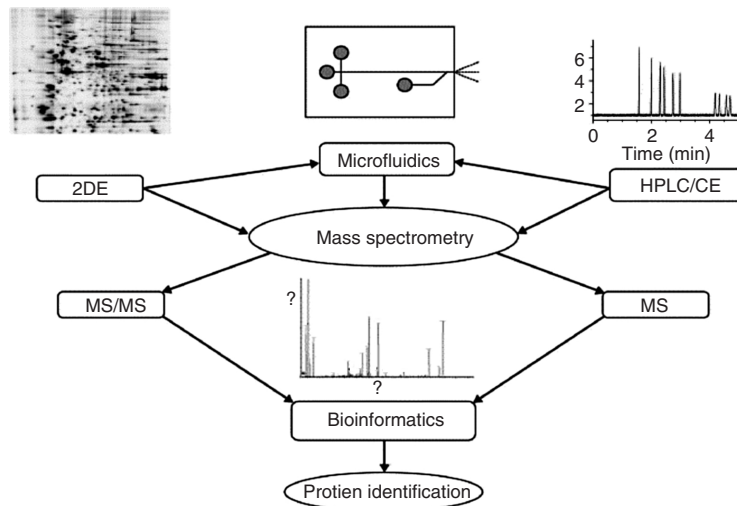 6
4
2
0 2 4
Time (min)
Microfluidics
2DE
HPLC/CE
Mass spectrometry
MS/MS
MS
?
?
Bioinformatics
Protien identification